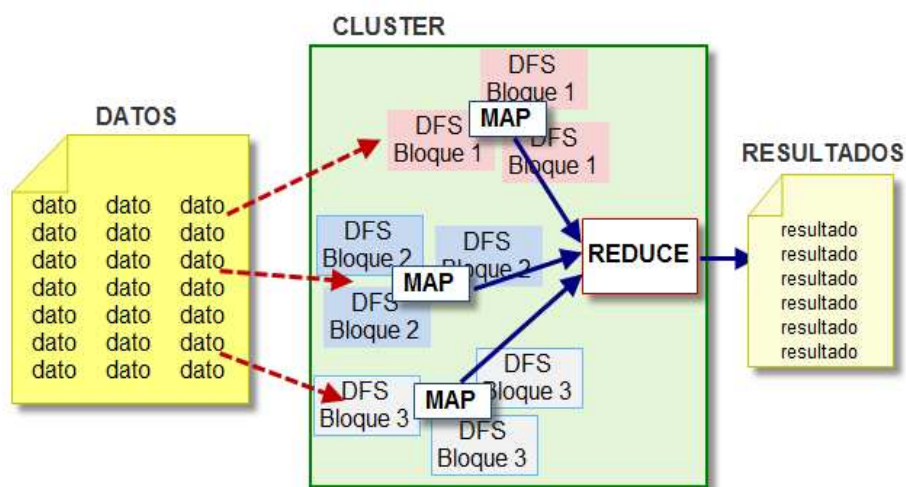 CLUSTER
DATOS
dato dato dato
dato dato dato
dato dato dato
dato dato dato
dato dato dato
dato dato dato
dato dato dato
DFS
Bloque 1
DFS
Bloque 1
MAP
DFS
Bloque 1
DFS
Bloque 2
DFS
Bloque 2
MAP
DFS
Bloque 2
DFS
Bloque 3
MAP
DFS
Bloque 3
DFS
Bloque 3
REDUCE
RESULTADOS
resultado
resultado
resultado
resultado
resultado
resultado